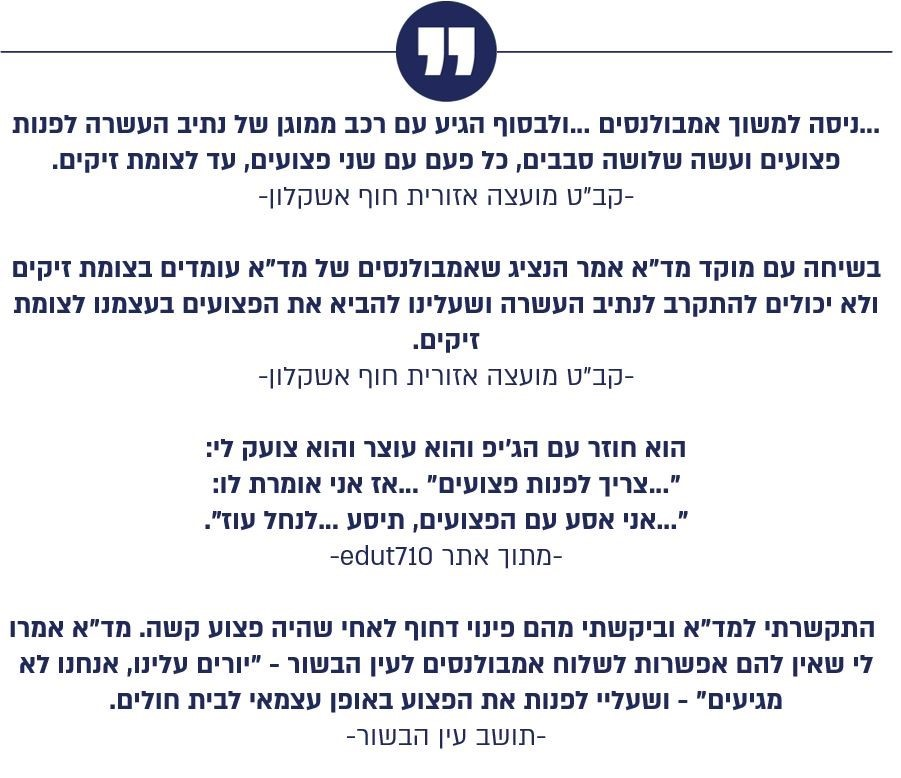 ...ניסה למשוך אמבולנסים ...ולבסוף הגיע עם רכב ממוגן של נתיב העשרה לפנות
פצועים ועשה שלושה סבבים, כל פעם עם שני פצועים, עד לצומת זיקים.
-קב"ט מועצה אזורית חוף אשקלון-
בשיחה עם מוקד מד"א אמר הנציג שאמבולנסים של מד"א עומדים בצומת זיקים
ולא יכולים להתקרב לנתיב העשרה ושעלינו להביא את הפצועים בעצמנו לצומת
זיקים.
-קב"ט מועצה אזורית חוף אשקלון-
הוא חוזר עם הג'יפ והוא עוצר והוא צועק לי:
"...צריך לפנות פצועים" ...אז אני אומרת לו:
"...אני אסע עם הפצועים, תיסע ...לנחל עוז".
-מתוך אתר edut710-
התקשרתי למד"א וביקשתי מהם פינוי דחוף לאחי שהיה פצוע קשה. מד"א אמרו
לי שאין להם אפשרות לשלוח אמבולנסים לעין הבשור - "יורים עלינו, אנחנו לא
מגיעים" - ושעליי לפנות את הפצוע באופן עצמאי לבית חולים.
-תושב עין הבשור-